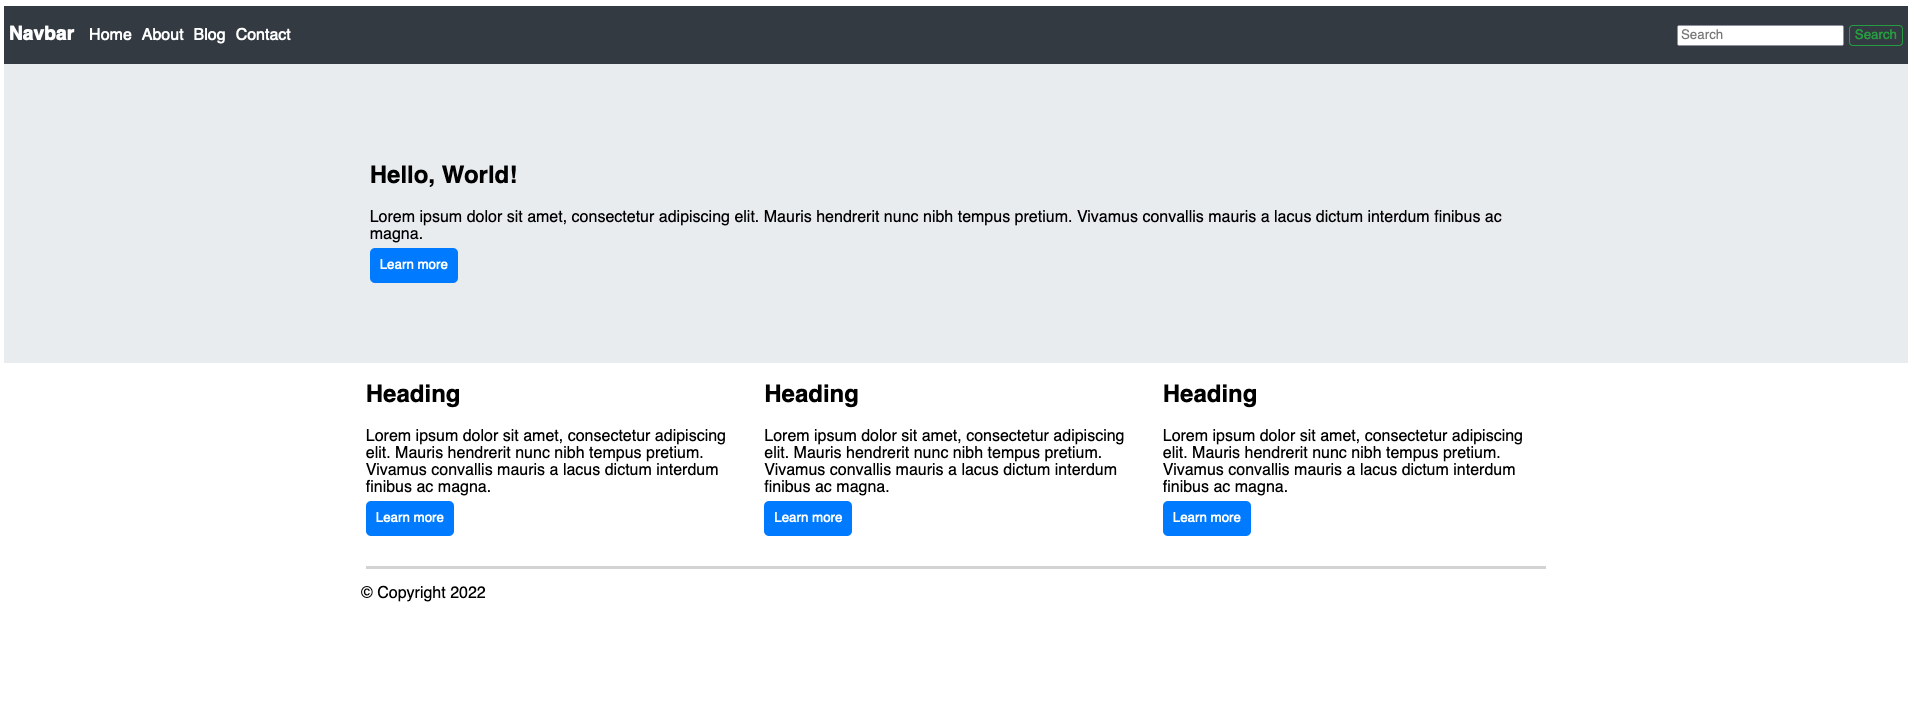 Navbar Home About Blog Contact Search Search
Hello, World!
Lorem ipsum dolor sit amet, consectetur adipiscing elit. Mauris hendrerit nunc nibh tempus pretium. Vivamus convallis mauris a lacus dictum interdum finibus ac
magna.
Learn more
Heading
Lorem ipsum dolor sit amet, consectetur adipiscing
elit. Mauris hendrerit nunc nibh tempus pretium.
Vivamus convallis mauris a lacus dictum interdum
finibus ac magna.
Learn more
Heading
Lorem ipsum dolor sit amet, consectetur adipiscing
elit. Mauris hendrerit nunc nibh tempus pretium.
Vivamus convallis mauris a lacus dictum interdum
finibus ac magna.
Learn more
Heading
Lorem ipsum dolor sit amet, consectetur adipiscing
elit. Mauris hendrerit nunc nibh tempus pretium.
Vivamus convallis mauris a lacus dictum interdum
finibus ac magna.
Learn more
© Copyright 2022